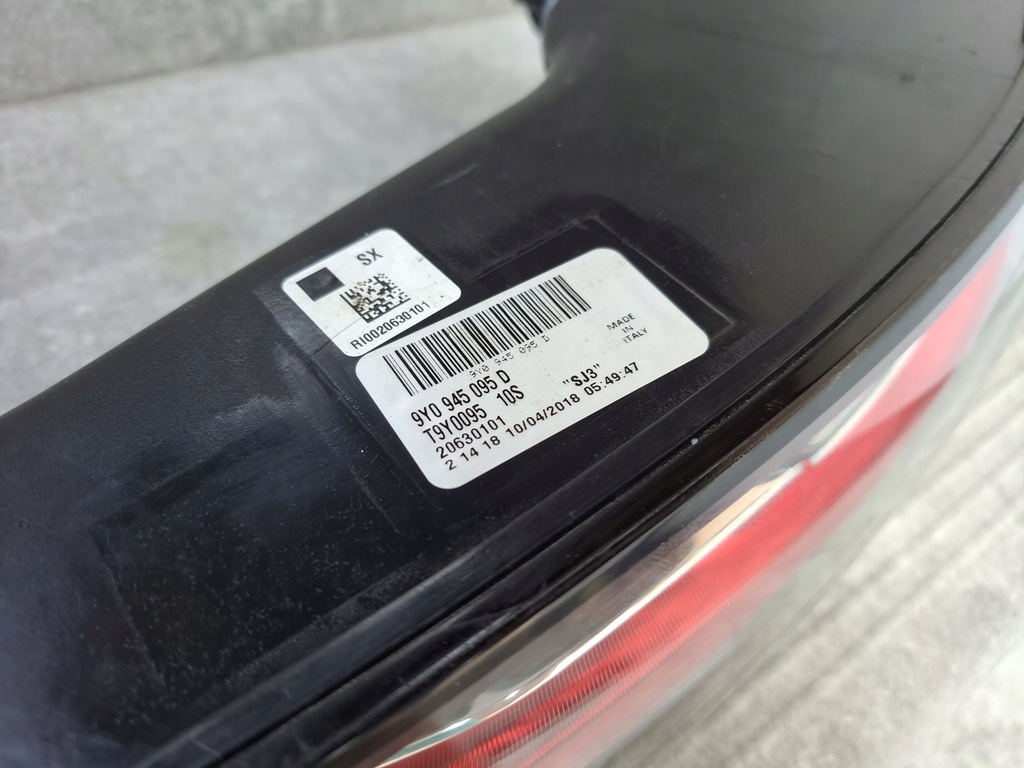 SX
RI0020630101
9Y0 945 095 D
MADE
IN
ITALY
9Y0 945 095 D
T9Y0095 10S "SJ3"
20630101
2 14 18 10/04/2018 05:49:47